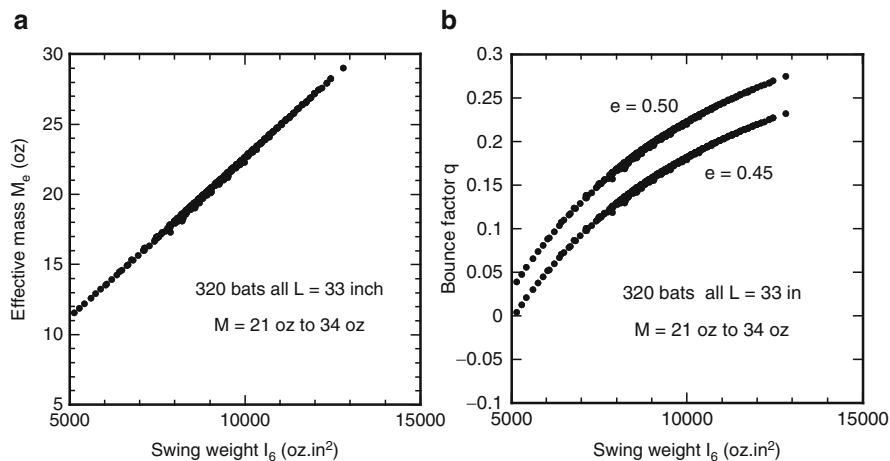 a
30
25
20
15
10
5
Effective mass Mₑ (oz)
320 bats all L = 33 inch
M = 21 oz to 34 oz
5000 10000 15000
Swing weight I₆ (oz.in²)
b
0.3
0.25
0.2
0.15
0.1
0.05
0
−0.05
−0.1
Bounce factor q
e = 0.50
e = 0.45
320 bats all L = 33 in
M = 21 oz to 34 oz
5000 10000 15000
Swing weight I₆ (oz.in²)